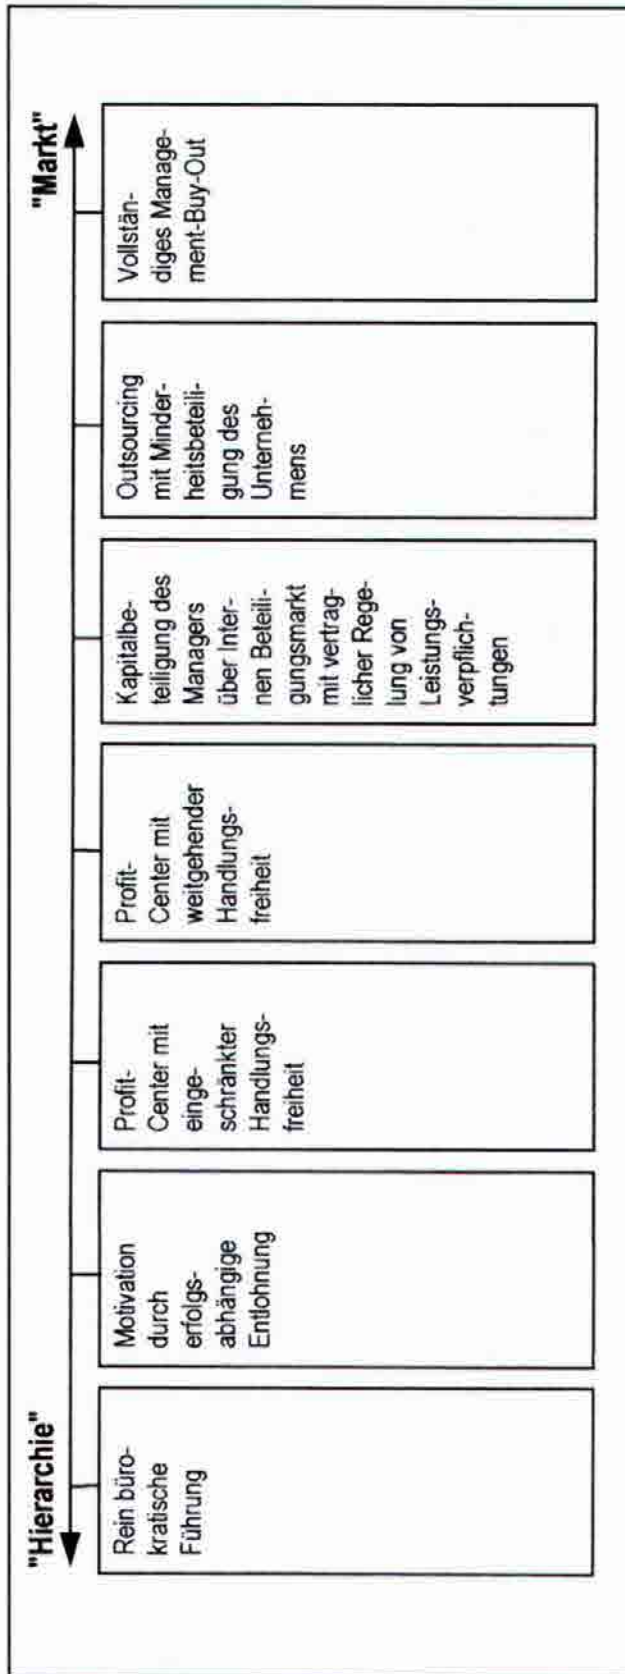 "Hierarchie"
"Markt"
Rein büro-
kratische
Führung
Motivation
durch
erfolgs-
abhängige
Entlohnung
Profit-
Center mit
einge-
schränkter
Handlungs-
freiheit
Profit-
Center mit
weitgehender
Handlungs-
freiheit
Kapitalbe-
teiligung des
Managers
über Inter-
nen Beteili-
gungsmarkt
mit vertrag-
licher Rege-
lung von
Leistungs-
verpflich-
tungen
Outsourcing
mit Minder-
heitsbeteili-
gung des
Unterneh-
mens
Vollstän-
diges Manage-
ment-Buy-Out